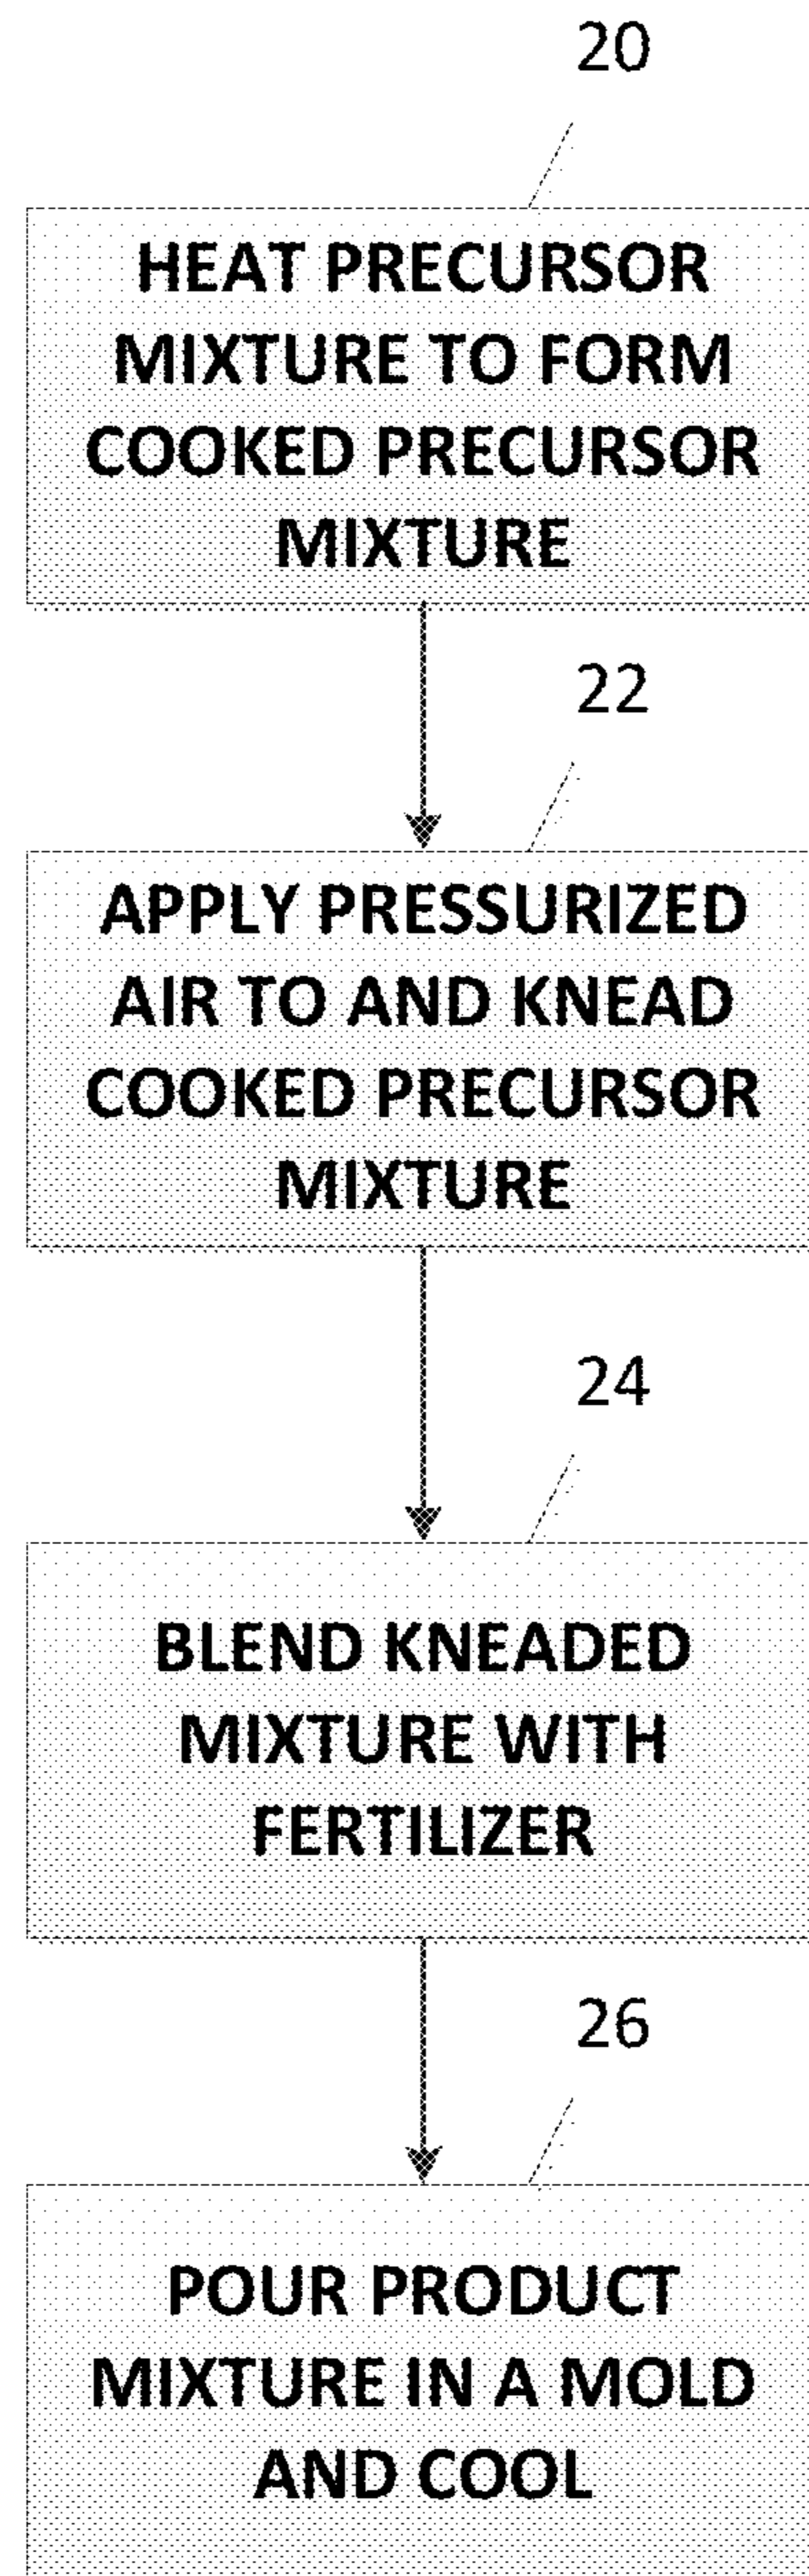 20
HEAT PRECURSOR
MIXTURE TO FORM
COOKED PRECURSOR
MIXTURE
22
APPLY PRESSURIZED
AIR TO AND KNEAD
COOKED PRECURSOR
MIXTURE
24
BLEND KNEADED
MIXTURE WITH
FERTILIZER
26
POUR PRODUCT
MIXTURE IN A MOLD
AND COOL